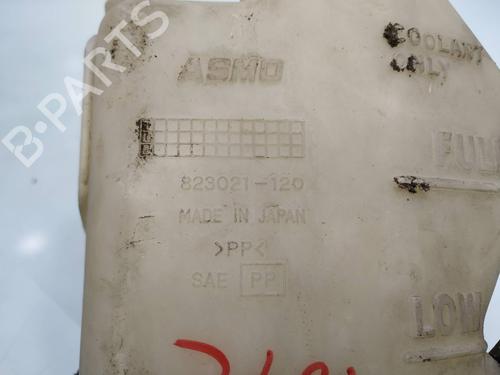 B-PARTS
ASMO
COOLANT
ONLY
FULL
823021-120
MADE IN JAPAN
>PP<
SAE PP
LOW